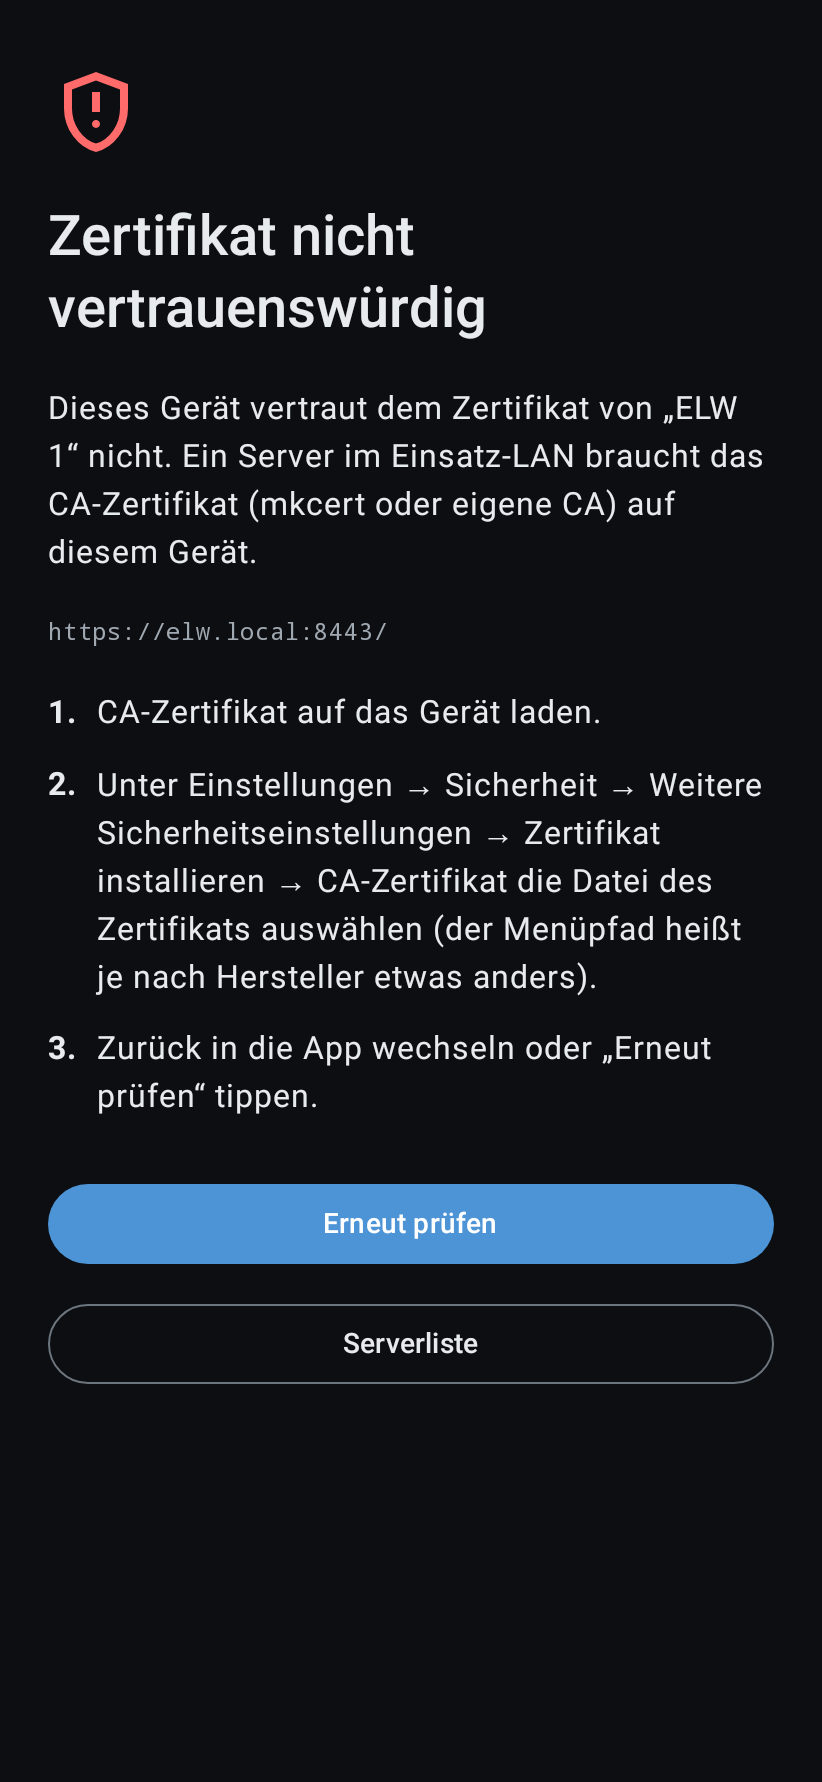 Zertifikat nicht
vertrauenswürdig
Dieses Gerät vertraut dem Zertifikat von „ELW
1“ nicht. Ein Server im Einsatz-LAN braucht das
CA-Zertifikat (mkcert oder eigene CA) auf
diesem Gerät.
https://elw.local:8443/
1. CA-Zertifikat auf das Gerät laden.
2. Unter Einstellungen → Sicherheit → Weitere
Sicherheitseinstellungen → Zertifikat
installieren → CA-Zertifikat die Datei des
Zertifikats auswählen (der Menüpfad heißt
je nach Hersteller etwas anders).
3. Zurück in die App wechseln oder „Erneut
prüfen“ tippen.
Erneut prüfen
Serverliste